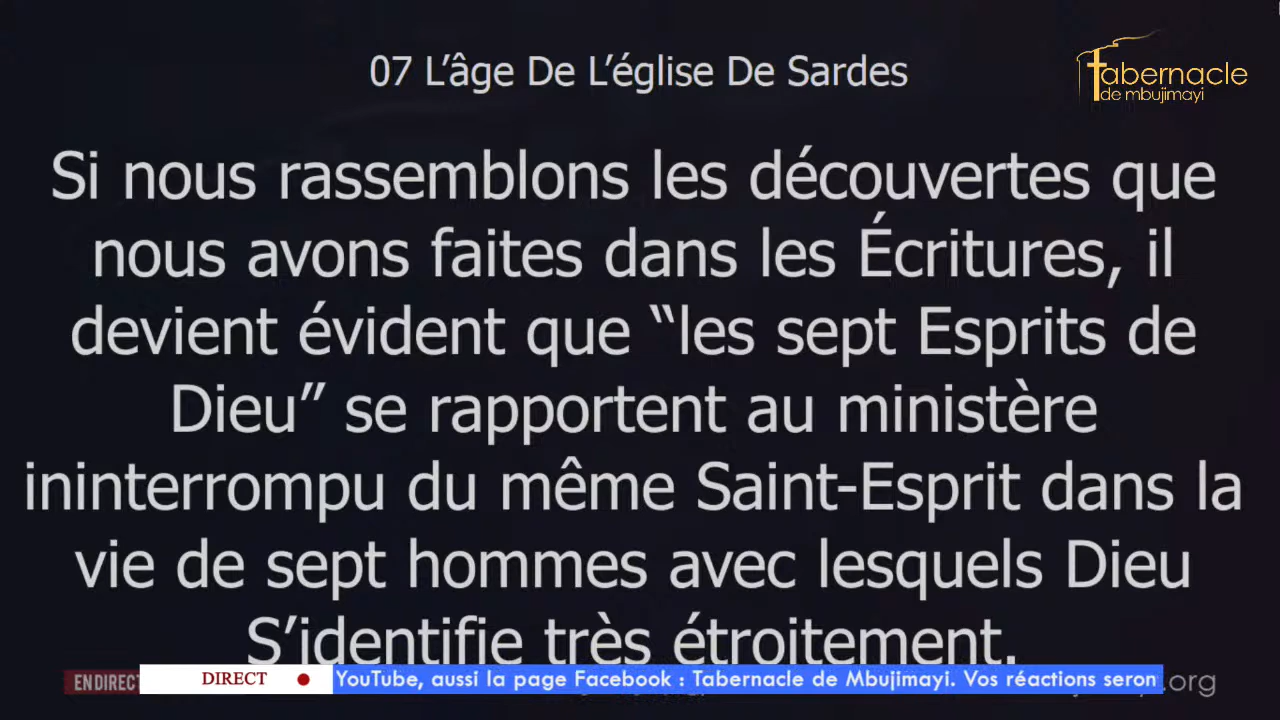 07 L’âge De L’église De Sardes
Tabernacle
de mbujimayi
Si nous rassemblons les découvertes que
nous avons faites dans les Écritures, il
devient évident que “les sept Esprits de
Dieu” se rapportent au ministère
ininterrompu du même Saint-Esprit dans la
vie de sept hommes avec lesquels Dieu
S’identifie très étroitement.
EN DIRECT
DIRECT
YouTube, aussi la page Facebook : Tabernacle de Mbujimayi. Vos réactions seron
.org